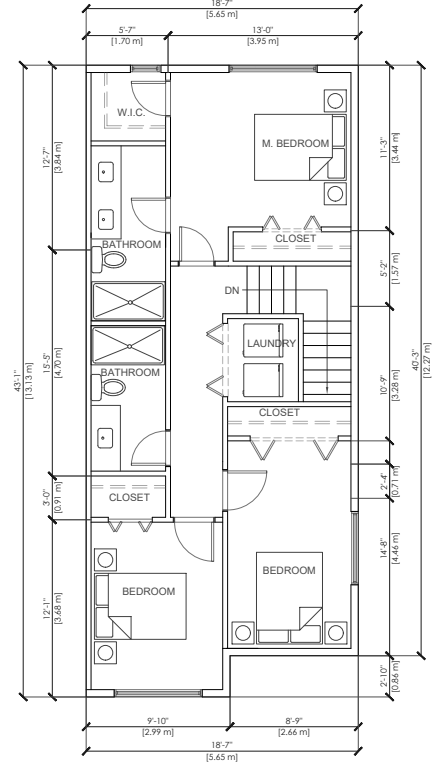 18'-7"
[5.65 m]
5'-7"
[1.70 m]
13'-0"
[3.95 m]
W.I.C.
M. BEDROOM
12'-7"
[3.84 m]
11'-3"
[3.44 m]
BATHROOM
CLOSET
5'-2"
[1.57 m]
DN
LAUNDRY
BATHROOM
43'-1"
[13.13 m]
15'-5"
[4.70 m]
40'-3"
[12.27 m]
10'-9"
[3.28 m]
CLOSET
2'-4"
[0.71 m]
CLOSET
3'-0"
[0.91 m]
14'-8"
[4.46 m]
BEDROOM
BEDROOM
12'-1"
[3.68 m]
2'-10"
[0.86 m]
9'-10"
[2.99 m]
8'-9"
[2.66 m]
18'-7"
[5.65 m]